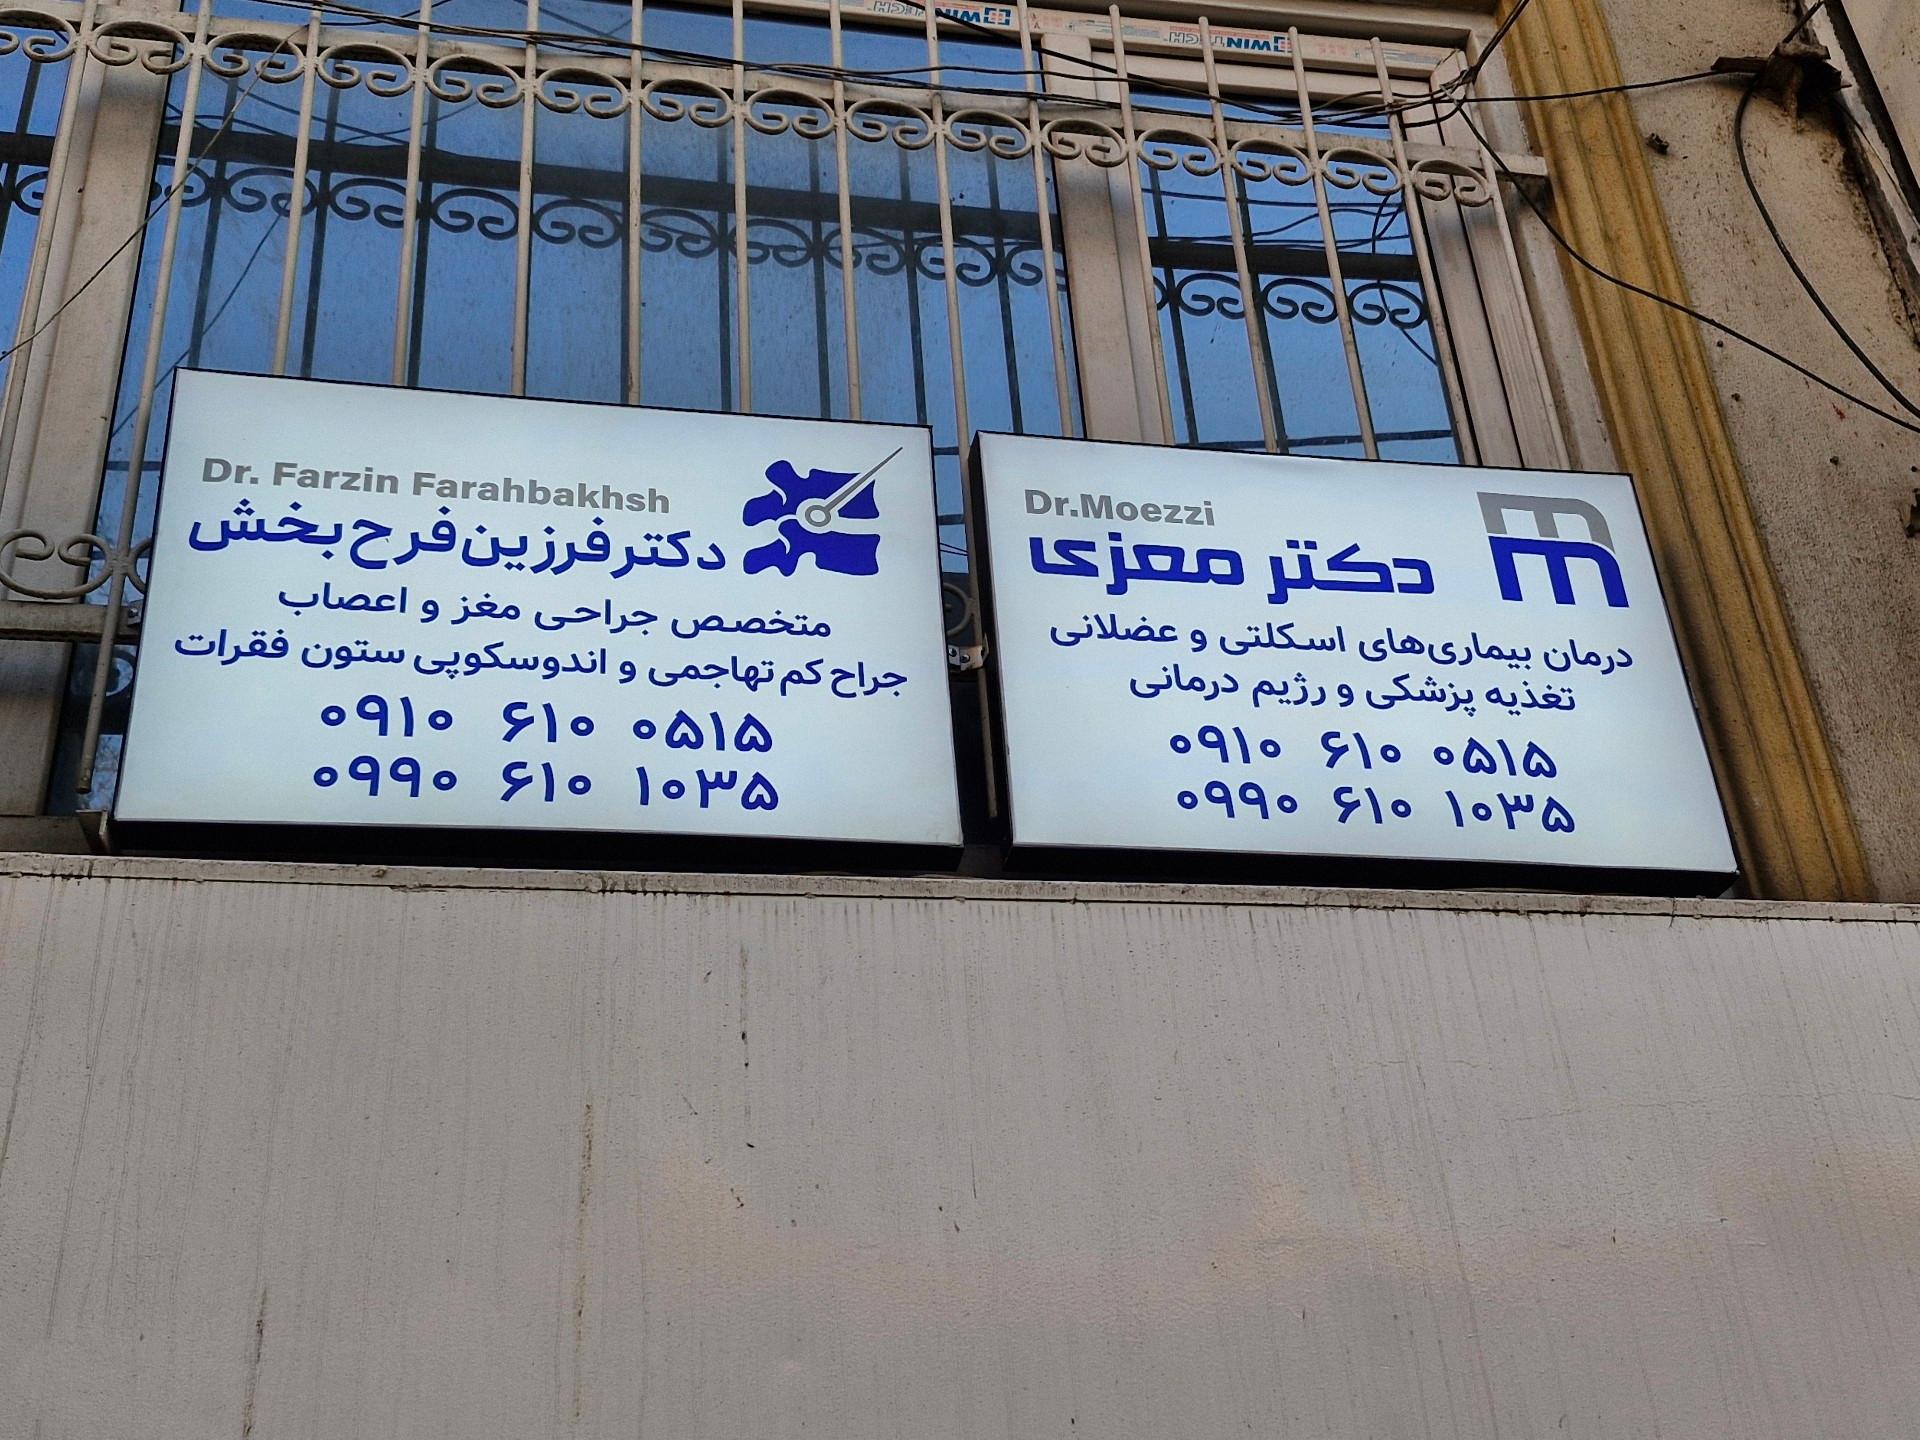 Dr. Farzin Farahbakhsh
دکتر فرزین فرح بخش
متخصص جراحی مغز و اعصاب
جراح کم تهاجمی و اندوسکوپی ستون فقرات
۰۹۱۰ ۶۱۰ ۰۵۱۵
۰۹۹۰ ۶۱۰ ۱۰۳۵
Dr.Moezzi
دکتر معزی
درمان بیماری‌های اسکلتی و عضلانی
تغذیه پزشکی و رژیم درمانی
۰۹۱۰ ۶۱۰ ۰۵۱۵
۰۹۹۰ ۶۱۰ ۱۰۳۵
WINTECH
WINTECH